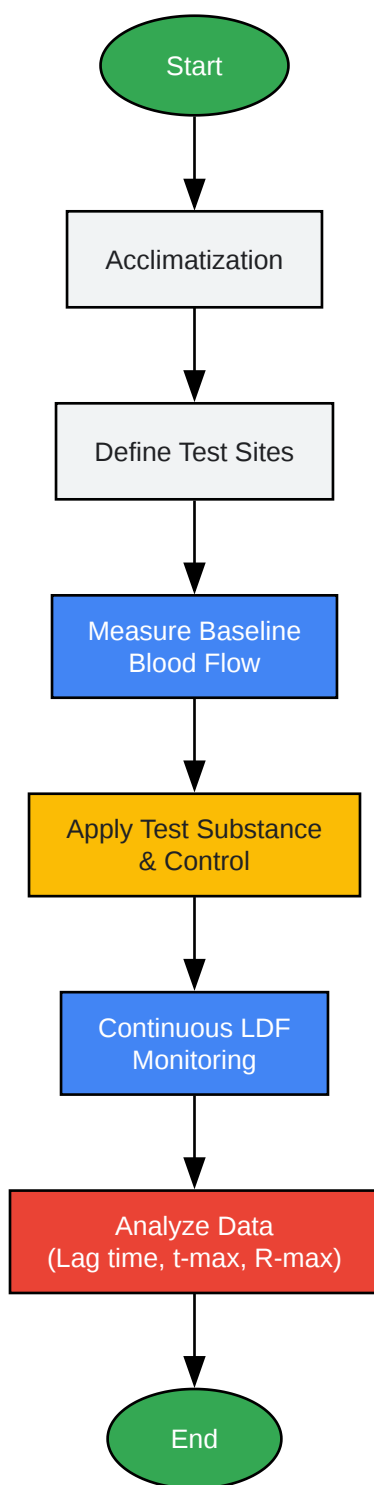 Start
Acclimatization
Define Test Sites
Measure Baseline
Blood Flow
Apply Test Substance
& Control
Continuous LDF
Monitoring
Analyze Data
(Lag time, t-max, R-max)
End